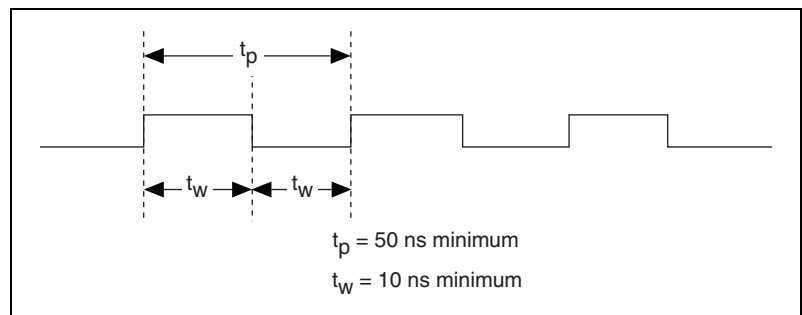 tp
tw tw
tp = 50 ns minimum
tw = 10 ns minimum